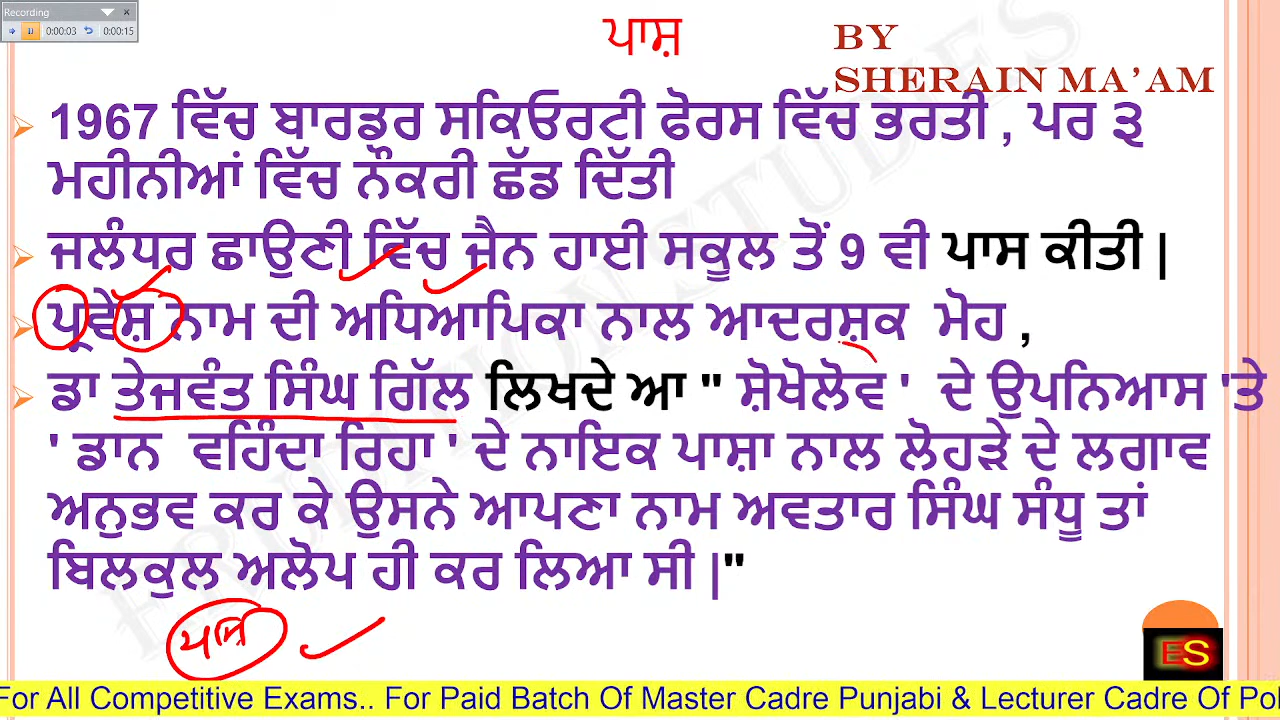 Recording
0:00:03
0:00:15
ਪਾਸ਼
BY
SHERAIN MA'AM
1967 ਵਿੱਚ ਬਾਰਡਰ ਸਕਿਓਰਟੀ ਫੋਰਸ ਵਿੱਚ ਭਰਤੀ , ਪਰ ੩
ਮਹੀਨੀਆਂ ਵਿੱਚ ਨੌਕਰੀ ਛੱਡ ਦਿੱਤੀ
ਜਲੰਧਰ ਛਾਉਣੀ ਵਿੱਚ ਜੈਨ ਹਾਈ ਸਕੂਲ ਤੋਂ 9 ਵੀ ਪਾਸ ਕੀਤੀ |
ਪ੍ਰਵੇਸ਼ ਨਾਮ ਦੀ ਅਧਿਆਪਿਕਾ ਨਾਲ ਆਦਰਸ਼ਕ ਮੋਹ ,
ਡਾ ਤੇਜਵੰਤ ਸਿੰਘ ਗਿੱਲ ਲਿਖਦੇ ਆ " ਸ਼ੋਖੋਲੋਵ ' ਦੇ ਉਪਨਿਆਸ 'ਤੇ
' ਡਾਨ ਵਹਿੰਦਾ ਰਿਹਾ ' ਦੇ ਨਾਇਕ ਪਾਸ਼ਾ ਨਾਲ ਲੋਹੜੇ ਦੇ ਲਗਾਵ
ਅਨੁਭਵ ਕਰ ਕੇ ਉਸਨੇ ਆਪਣਾ ਨਾਮ ਅਵਤਾਰ ਸਿੰਘ ਸੰਧੂ ਤਾਂ
ਬਿਲਕੁਲ ਅਲੋਪ ਹੀ ਕਰ ਲਿਆ ਸੀ |"
ਪਾਸ਼
ES
For All Competitive Exams.. For Paid Batch Of Master Cadre Punjabi & Lecturer Cadre Of Pol